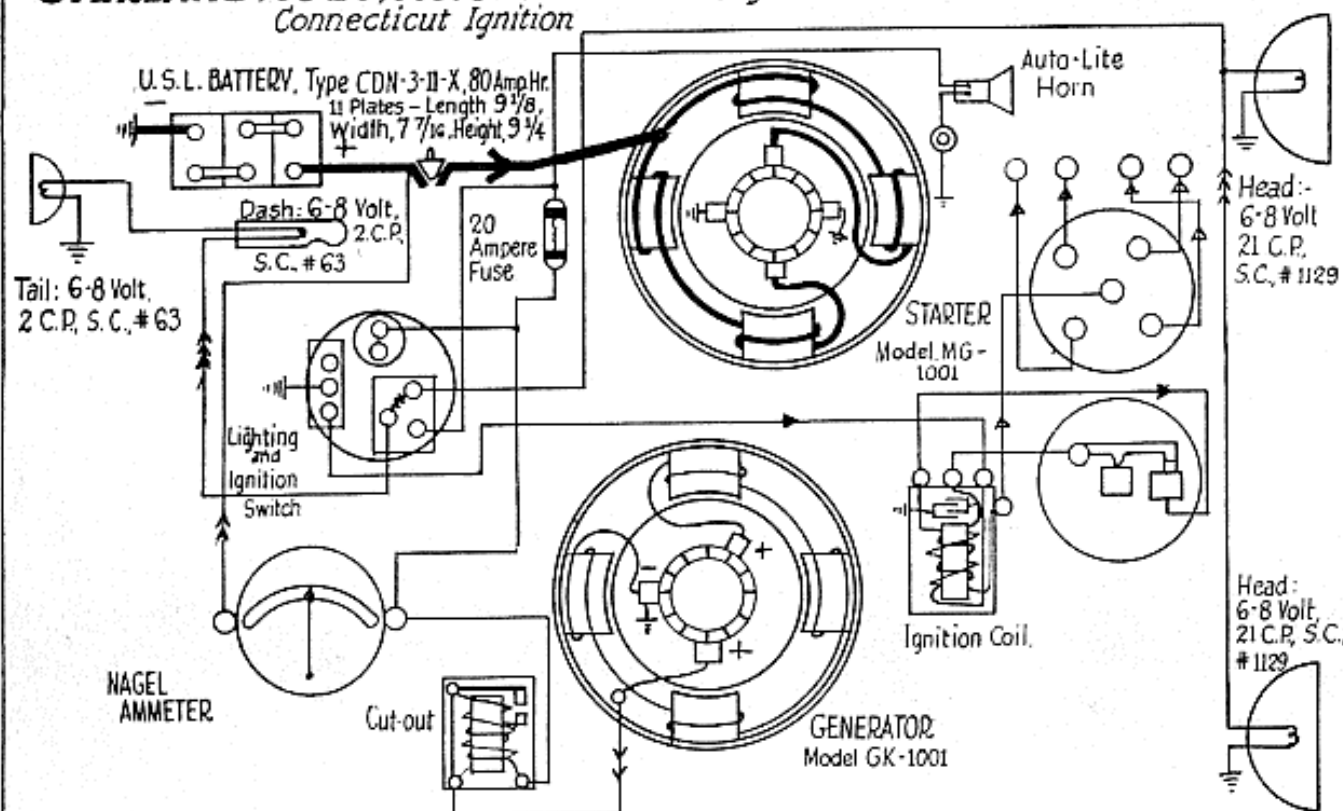 Connecticut Ignition
U.S.L. BATTERY, Type CDN-3-11-X, 80 Amp.Hr.
11 Plates - Length 9 1/8,
Width, 7 7/16, Height, 9 1/4
-
+
Auto-Lite
Horn
Dash: 6-8 Volt,
2 C.P.,
S.C., # 63
20
Ampere
Fuse
Tail: 6-8 Volt,
2 C.P., S.C., # 63
Head:-
6-8 Volt
21 C.P.,
S.C., # 1129
STARTER
Model MG-
1001
Lighting
and
Ignition
Switch
Ignition Coil.
+
-
+
NAGEL
AMMETER
Cut-out
GENERATOR
Model GK-1001
Head:
6-8 Volt,
21 C.P., S.C.,
# 1129